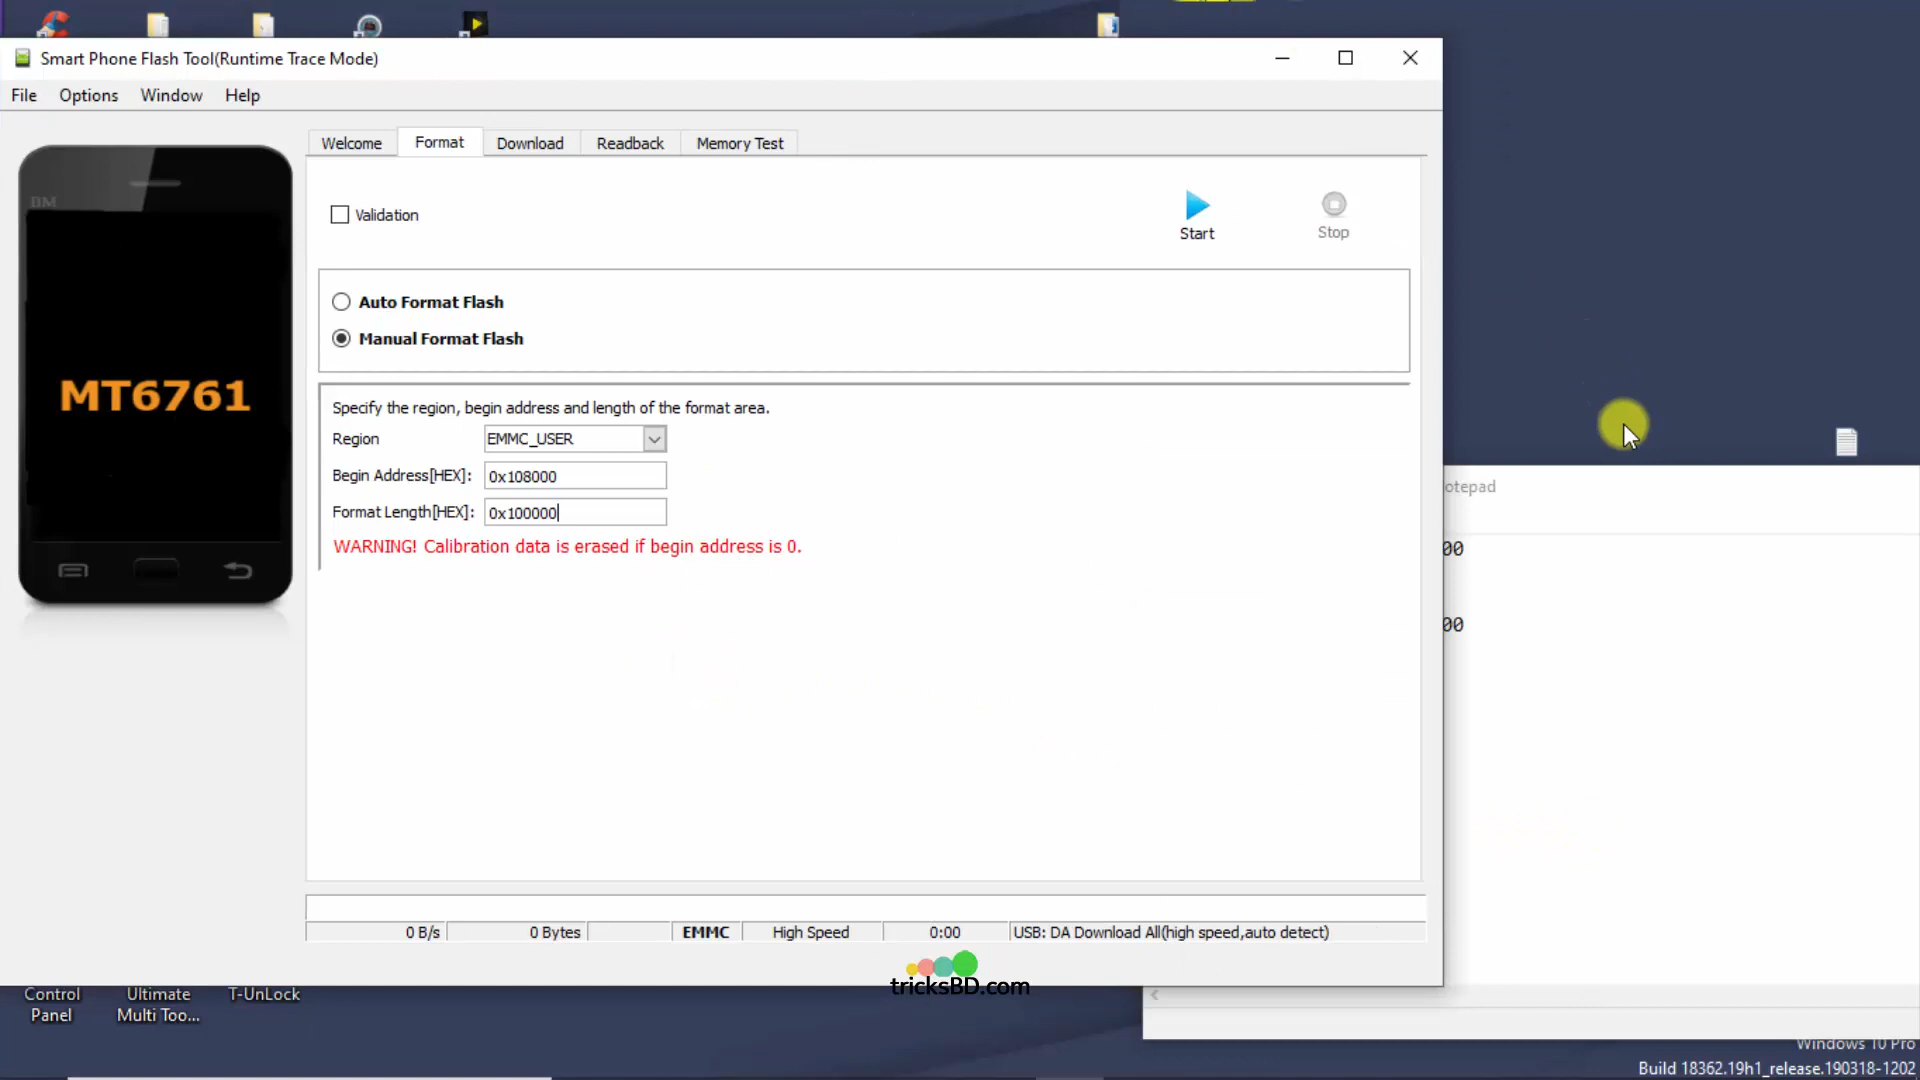 Smart Phone Flash Tool(Runtime Trace Mode)
File Options Window Help
Welcome Format Download Readback Memory Test
BM
Validation
Start
Stop
Auto Format Flash
Manual Format Flash
MT6761
Specify the region, begin address and length of the format area.
Region EMMC_USER
Begin Address[HEX]: 0x108000
Format Length[HEX]: 0x100000
WARNING! Calibration data is erased if begin address is 0.
otepad
00
00
0 B/s 0 Bytes EMMC High Speed 0:00 USB: DA Download All(high speed,auto detect)
tricksBD.com
Control Panel
Ultimate Multi Too...
T-UnLock
Windows 10 Pro
Build 18362.19h1_release.190318-1202